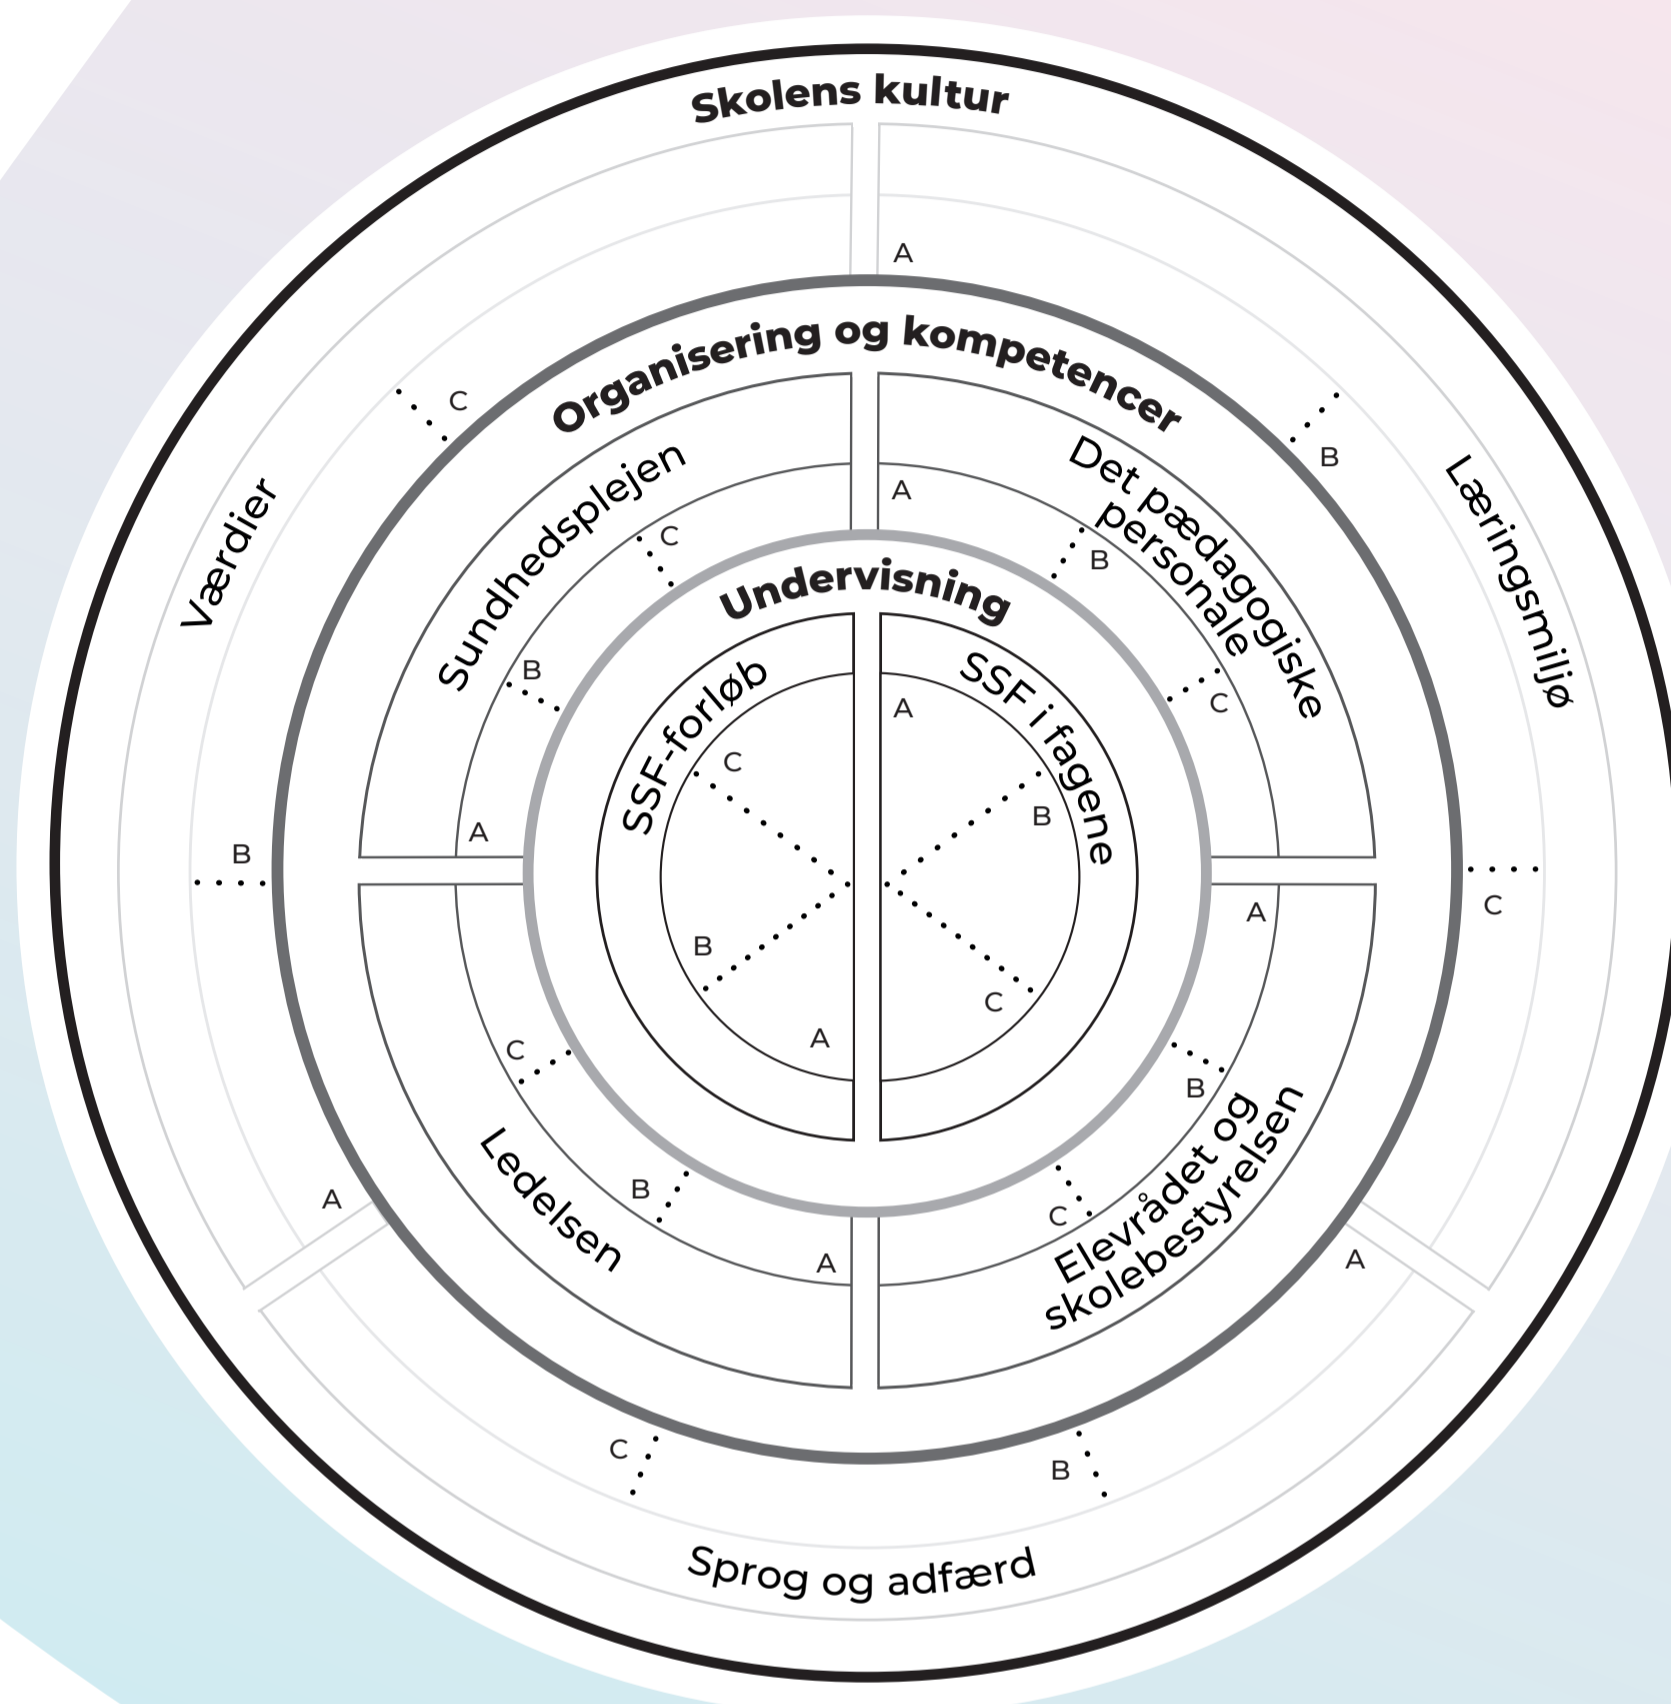 Skolens kultur
Læringsmiljø
A
B
C
Sprog og adfærd
A
B
C
Værdier
A
B
C
Organisering og kompetencer
Det pædagogiske
personale
A
B
C
Elevrådet og
skolebestyrelsen
A
B
C
Ledelsen
A
B
C
Sundhedsplejen
A
B
C
Undervisning
SSF i fagene
A
B
C
SSF-forløb
A
B
C